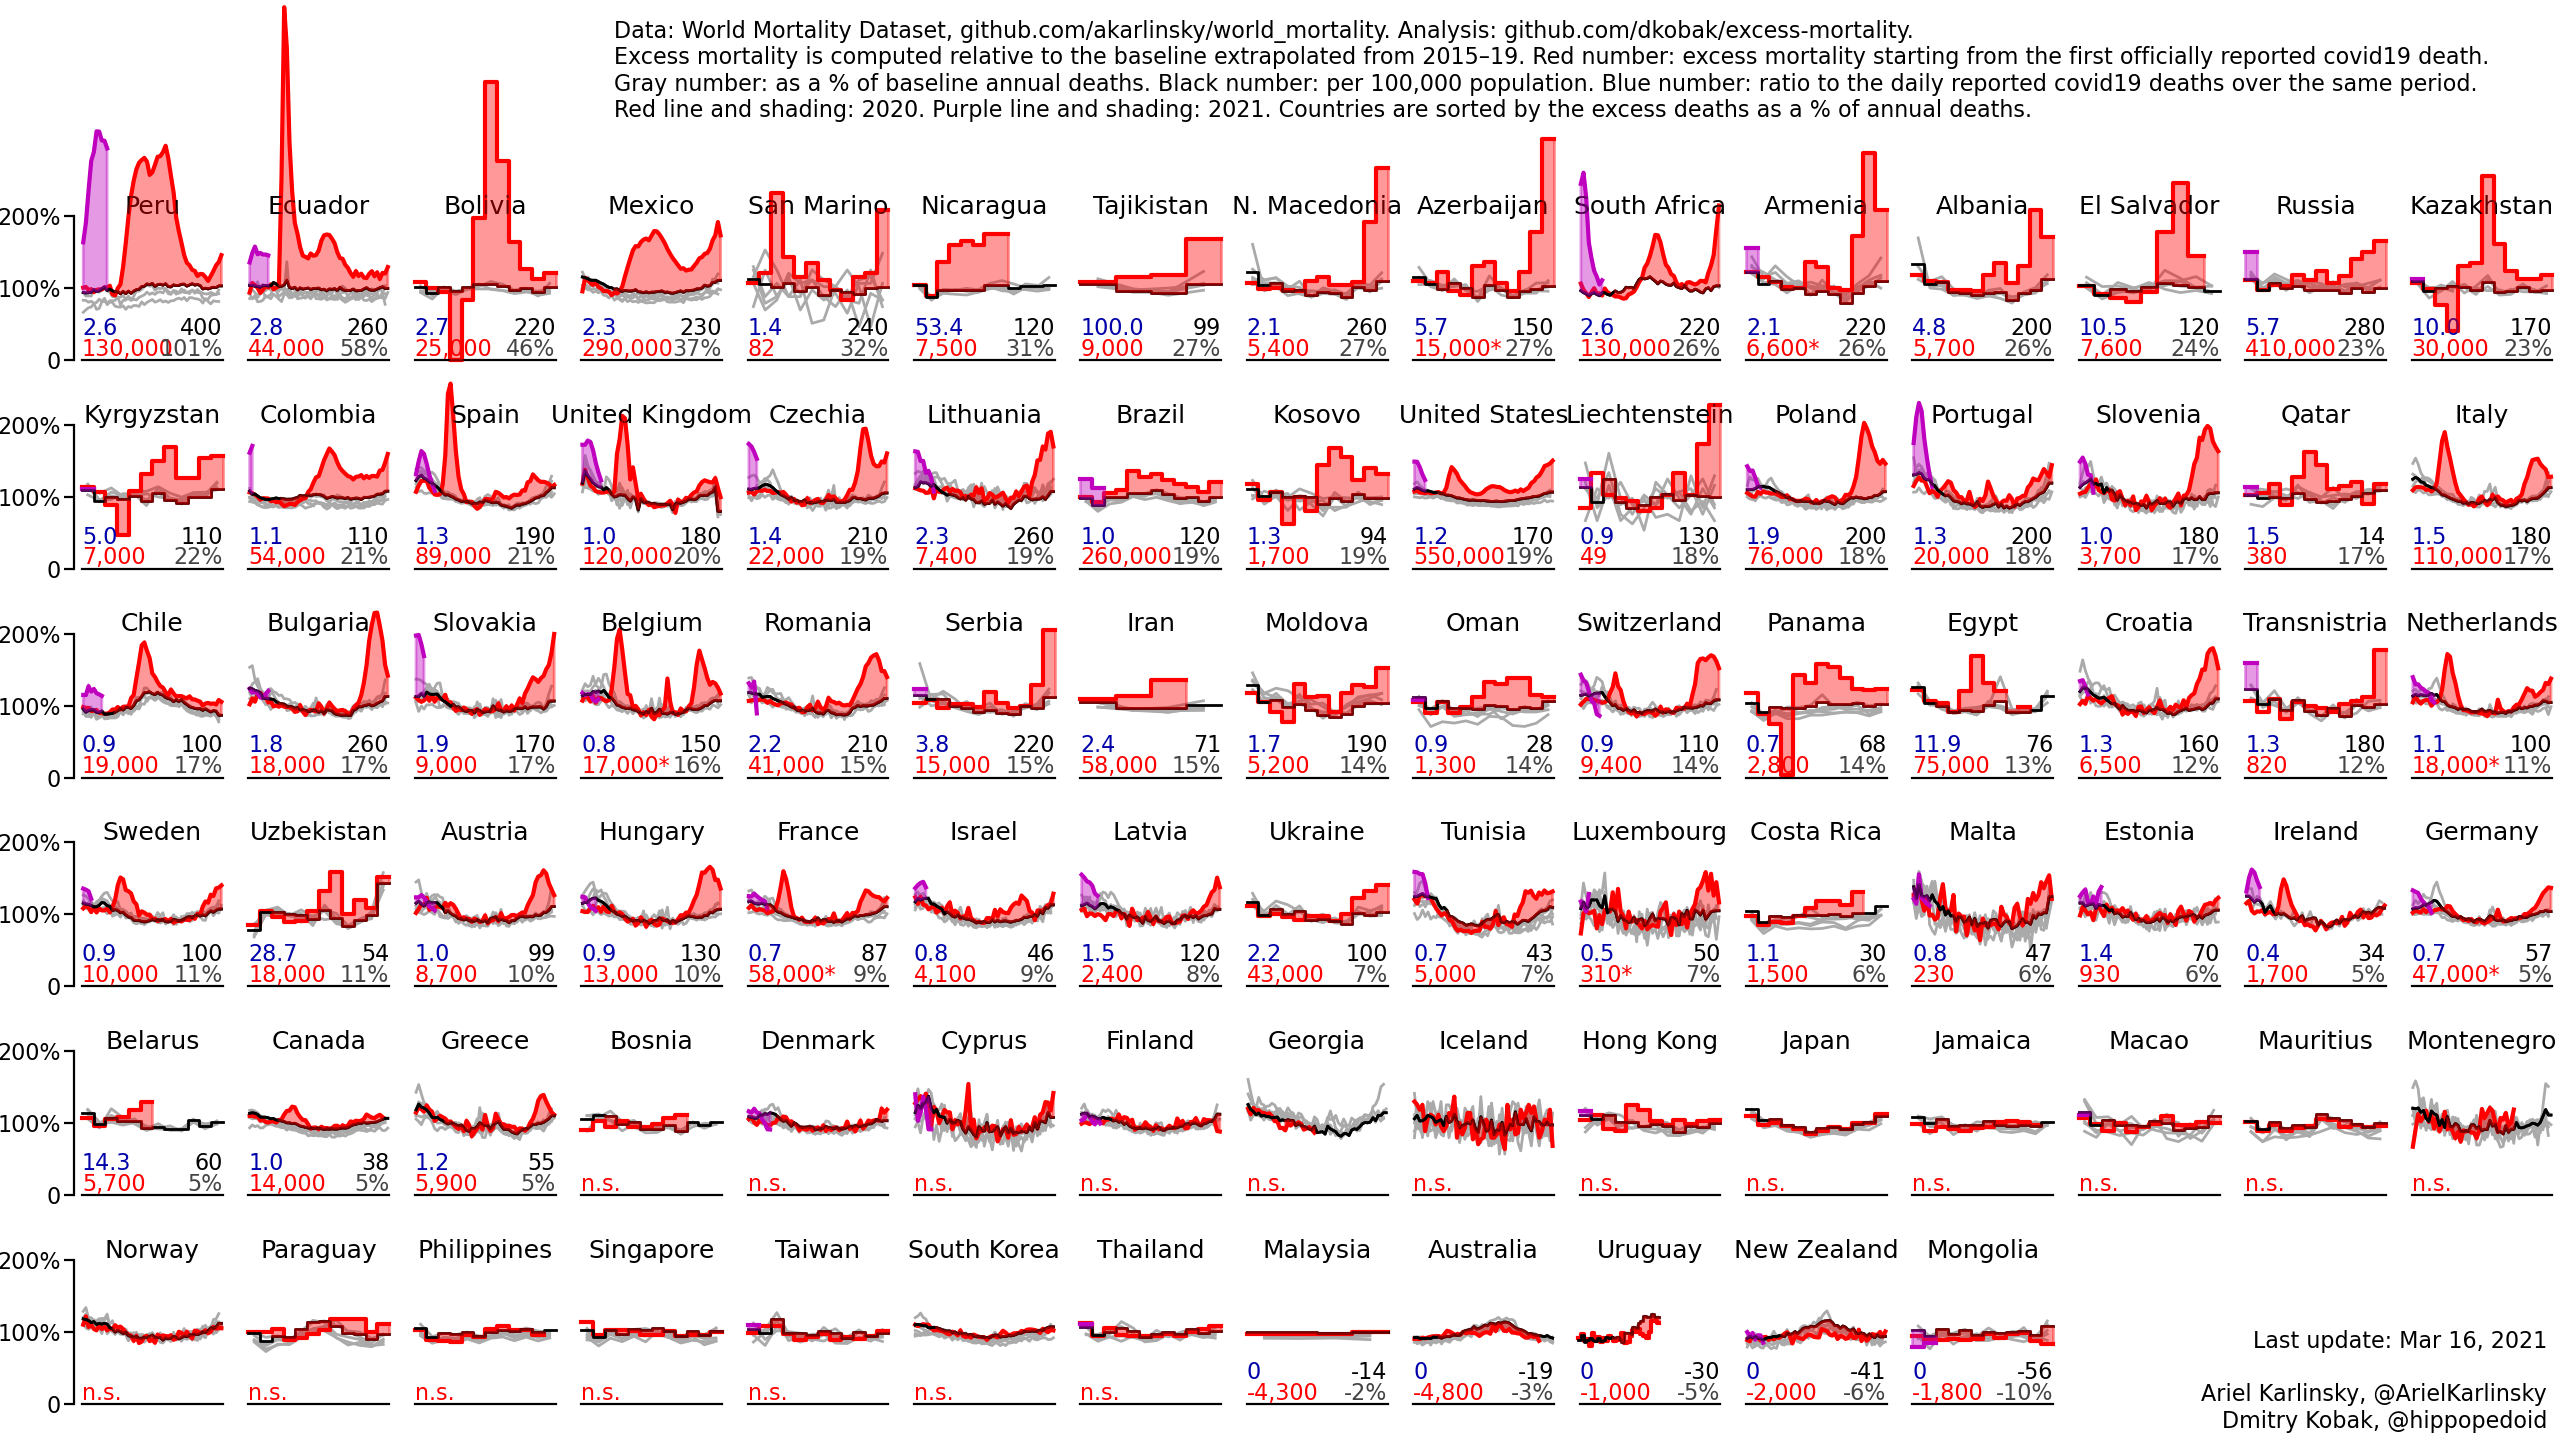 Data: World Mortality Dataset, github.com/akarlinsky/world_mortality. Analysis: github.com/dkobak/excess-mortality.
Excess mortality is computed relative to the baseline extrapolated from 2015–19. Red number: excess mortality starting from the first officially reported covid19 death.
Gray number: as a % of baseline annual deaths. Black number: per 100,000 population. Blue number: ratio to the daily reported covid19 deaths over the same period.
Red line and shading: 2020. Purple line and shading: 2021. Countries are sorted by the excess deaths as a % of annual deaths.
200% Peru Ecuador Bolivia Mexico San Marino Nicaragua Tajikistan N. Macedonia Azerbaijan South Africa Armenia Albania El Salvador Russia Kazakhstan
100%
2.6 400 2.8 260 2.7 220 2.3 230 1.4 240 53.4 120 100.0 99 2.1 260 5.7 150 2.6 220 2.1 220 4.8 200 10.5 120 5.7 280 10.0 170
0 130,000 101% 44,000 58% 25,000 46% 290,000 37% 82 32% 7,500 31% 9,000 27% 5,400 27% 15,000* 27% 130,000 26% 6,600* 26% 5,700 26% 7,600 24% 410,000 23% 30,000 23%
200% Kyrgyzstan Colombia Spain United Kingdom Czechia Lithuania Brazil Kosovo United States Liechtenstein Poland Portugal Slovenia Qatar Italy
100%
5.0 110 1.1 110 1.3 190 1.0 180 1.4 210 2.3 260 1.0 120 1.3 94 1.2 170 0.9 130 1.9 200 1.3 200 1.0 180 1.5 14 1.5 180
0 7,000 22% 54,000 21% 89,000 21% 120,000 20% 22,000 19% 7,400 19% 260,000 19% 1,700 19% 550,000 19% 49 18% 76,000 18% 20,000 18% 3,700 17% 380 17% 110,000 17%
200% Chile Bulgaria Slovakia Belgium Romania Serbia Iran Moldova Oman Switzerland Panama Egypt Croatia Transnistria Netherlands
100%
0.9 100 1.8 260 1.9 170 0.8 150 2.2 210 3.8 220 2.4 71 1.7 190 0.9 28 0.9 110 0.7 68 11.9 76 1.3 160 1.3 180 1.1 100
0 19,000 17% 18,000 17% 9,000 17% 17,000* 16% 41,000 15% 15,000 15% 58,000 15% 5,200 14% 1,300 14% 9,400 14% 2,800 14% 75,000 13% 6,500 12% 820 12% 18,000* 11%
200% Sweden Uzbekistan Austria Hungary France Israel Latvia Ukraine Tunisia Luxembourg Costa Rica Malta Estonia Ireland Germany
100%
0.9 100 28.7 54 1.0 99 0.9 130 0.7 87 0.8 46 1.5 120 2.2 100 0.7 43 0.5 50 1.1 30 0.8 47 1.4 70 0.4 34 0.7 57
0 10,000 11% 18,000 11% 8,700 10% 13,000 10% 58,000* 9% 4,100 9% 2,400 8% 43,000 7% 5,000 7% 310* 7% 1,500 6% 230 6% 930 6% 1,700 5% 47,000* 5%
200% Belarus Canada Greece Bosnia Denmark Cyprus Finland Georgia Iceland Hong Kong Japan Jamaica Macao Mauritius Montenegro
100%
14.3 60 1.0 38 1.2 55
0 5,700 5% 14,000 5% 5,900 5% n.s. n.s. n.s. n.s. n.s. n.s. n.s. n.s. n.s. n.s. n.s. n.s.
200% Norway Paraguay Philippines Singapore Taiwan South Korea Thailand Malaysia Australia Uruguay New Zealand Mongolia
100%
Last update: Mar 16, 2021
0 -14 0 -19 0 -30 0 -41 0 -56
0 n.s. n.s. n.s. n.s. n.s. n.s. n.s. -4,300 -2% -4,800 -3% -1,000 -5% -2,000 -6% -1,800 -10%
Ariel Karlinsky, @ArielKarlinsky
Dmitry Kobak, @hippopedoid